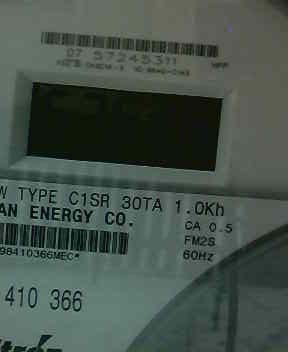 07 57245311
W TYPE C1SR 30TA 1.0Kh
AN ENERGY CO.
CA 0.5
FM2S
60Hz
98410366MEC*
410 366